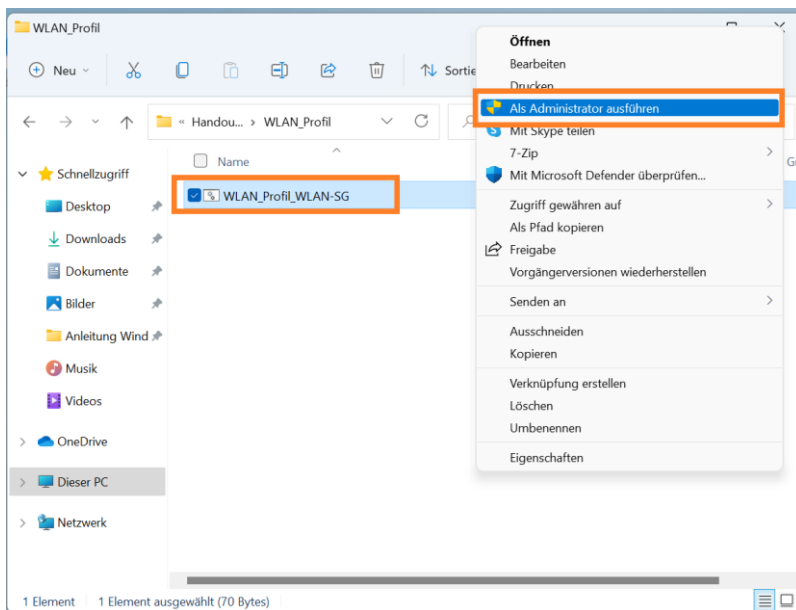 WLAN_Profil
Neu
Sortie
« Handou... > WLAN_Profil
Name
G
Schnellzugriff
Desktop
Downloads
Dokumente
Bilder
Anleitung Wind
Musik
Videos
OneDrive
Dieser PC
Netzwerk
WLAN_Profil_WLAN-SG
Öffnen
Bearbeiten
Drucken
Als Administrator ausführen
Mit Skype teilen
7-Zip
Mit Microsoft Defender überprüfen...
Zugriff gewähren auf
Als Pfad kopieren
Freigabe
Vorgängerversionen wiederherstellen
Senden an
Ausschneiden
Kopieren
Verknüpfung erstellen
Löschen
Umbenennen
Eigenschaften
1 Element 1 Element ausgewählt (70 Bytes)